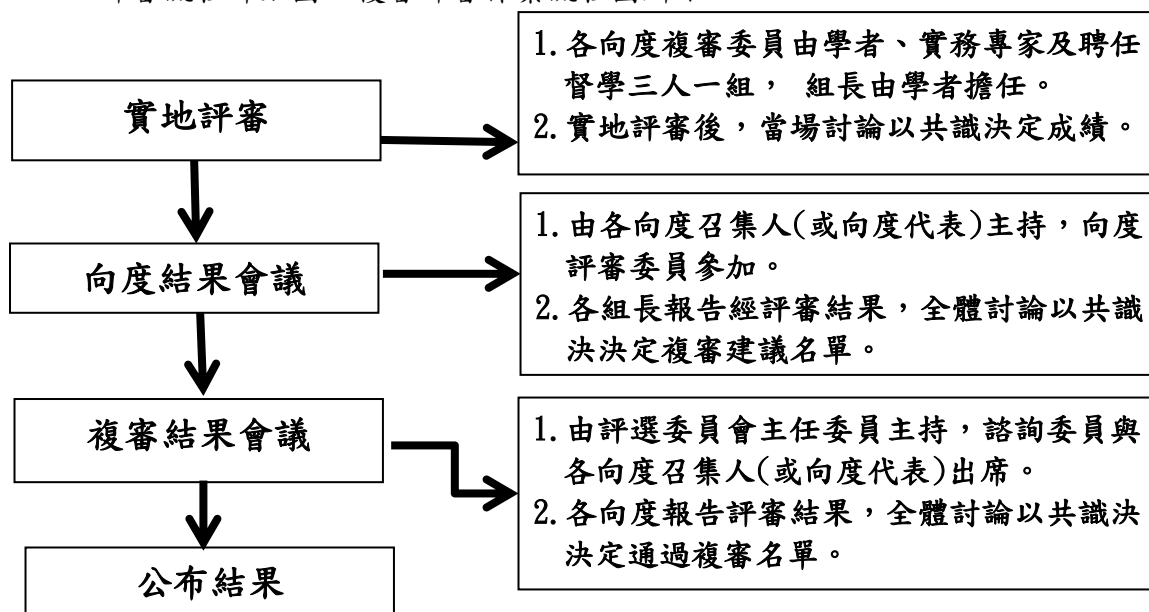 實地評審
1.各向度複審委員由學者、實務專家及聘任
督學三人一組， 組長由學者擔任。
2.實地評審後，當場討論以共識決定成績。
向度結果會議
1.由各向度召集人(或向度代表)主持，向度
評審委員參加。
2.各組長報告經評審結果，全體討論以共識
決決定複審建議名單。
複審結果會議
1.由評選委員會主任委員主持，諮詢委員與
各向度召集人(或向度代表)出席。
2.各向度報告評審結果，全體討論以共識決
決定通過複審名單。
公布結果